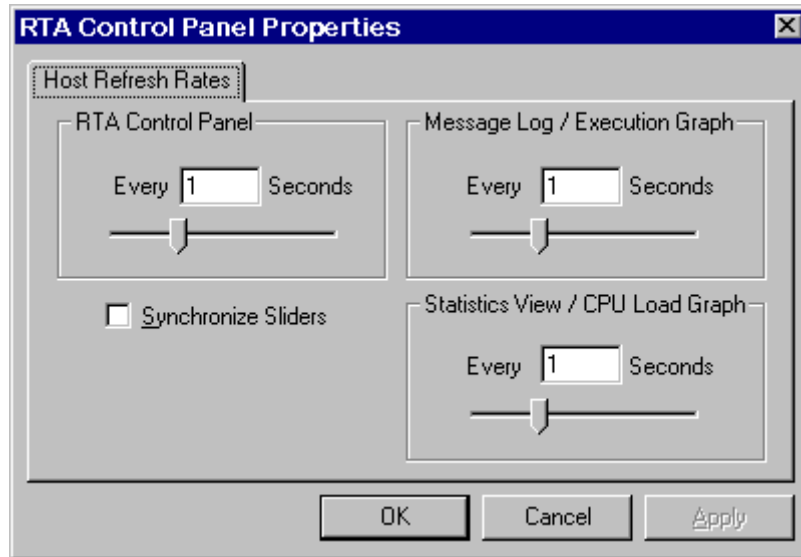 RTA Control Panel Properties
Host Refresh Rates
RTA Control Panel
Every 1 Seconds
Message Log / Execution Graph
Every 1 Seconds
Synchronize Sliders
Statistics View / CPU Load Graph
Every 1 Seconds
OK Cancel Apply